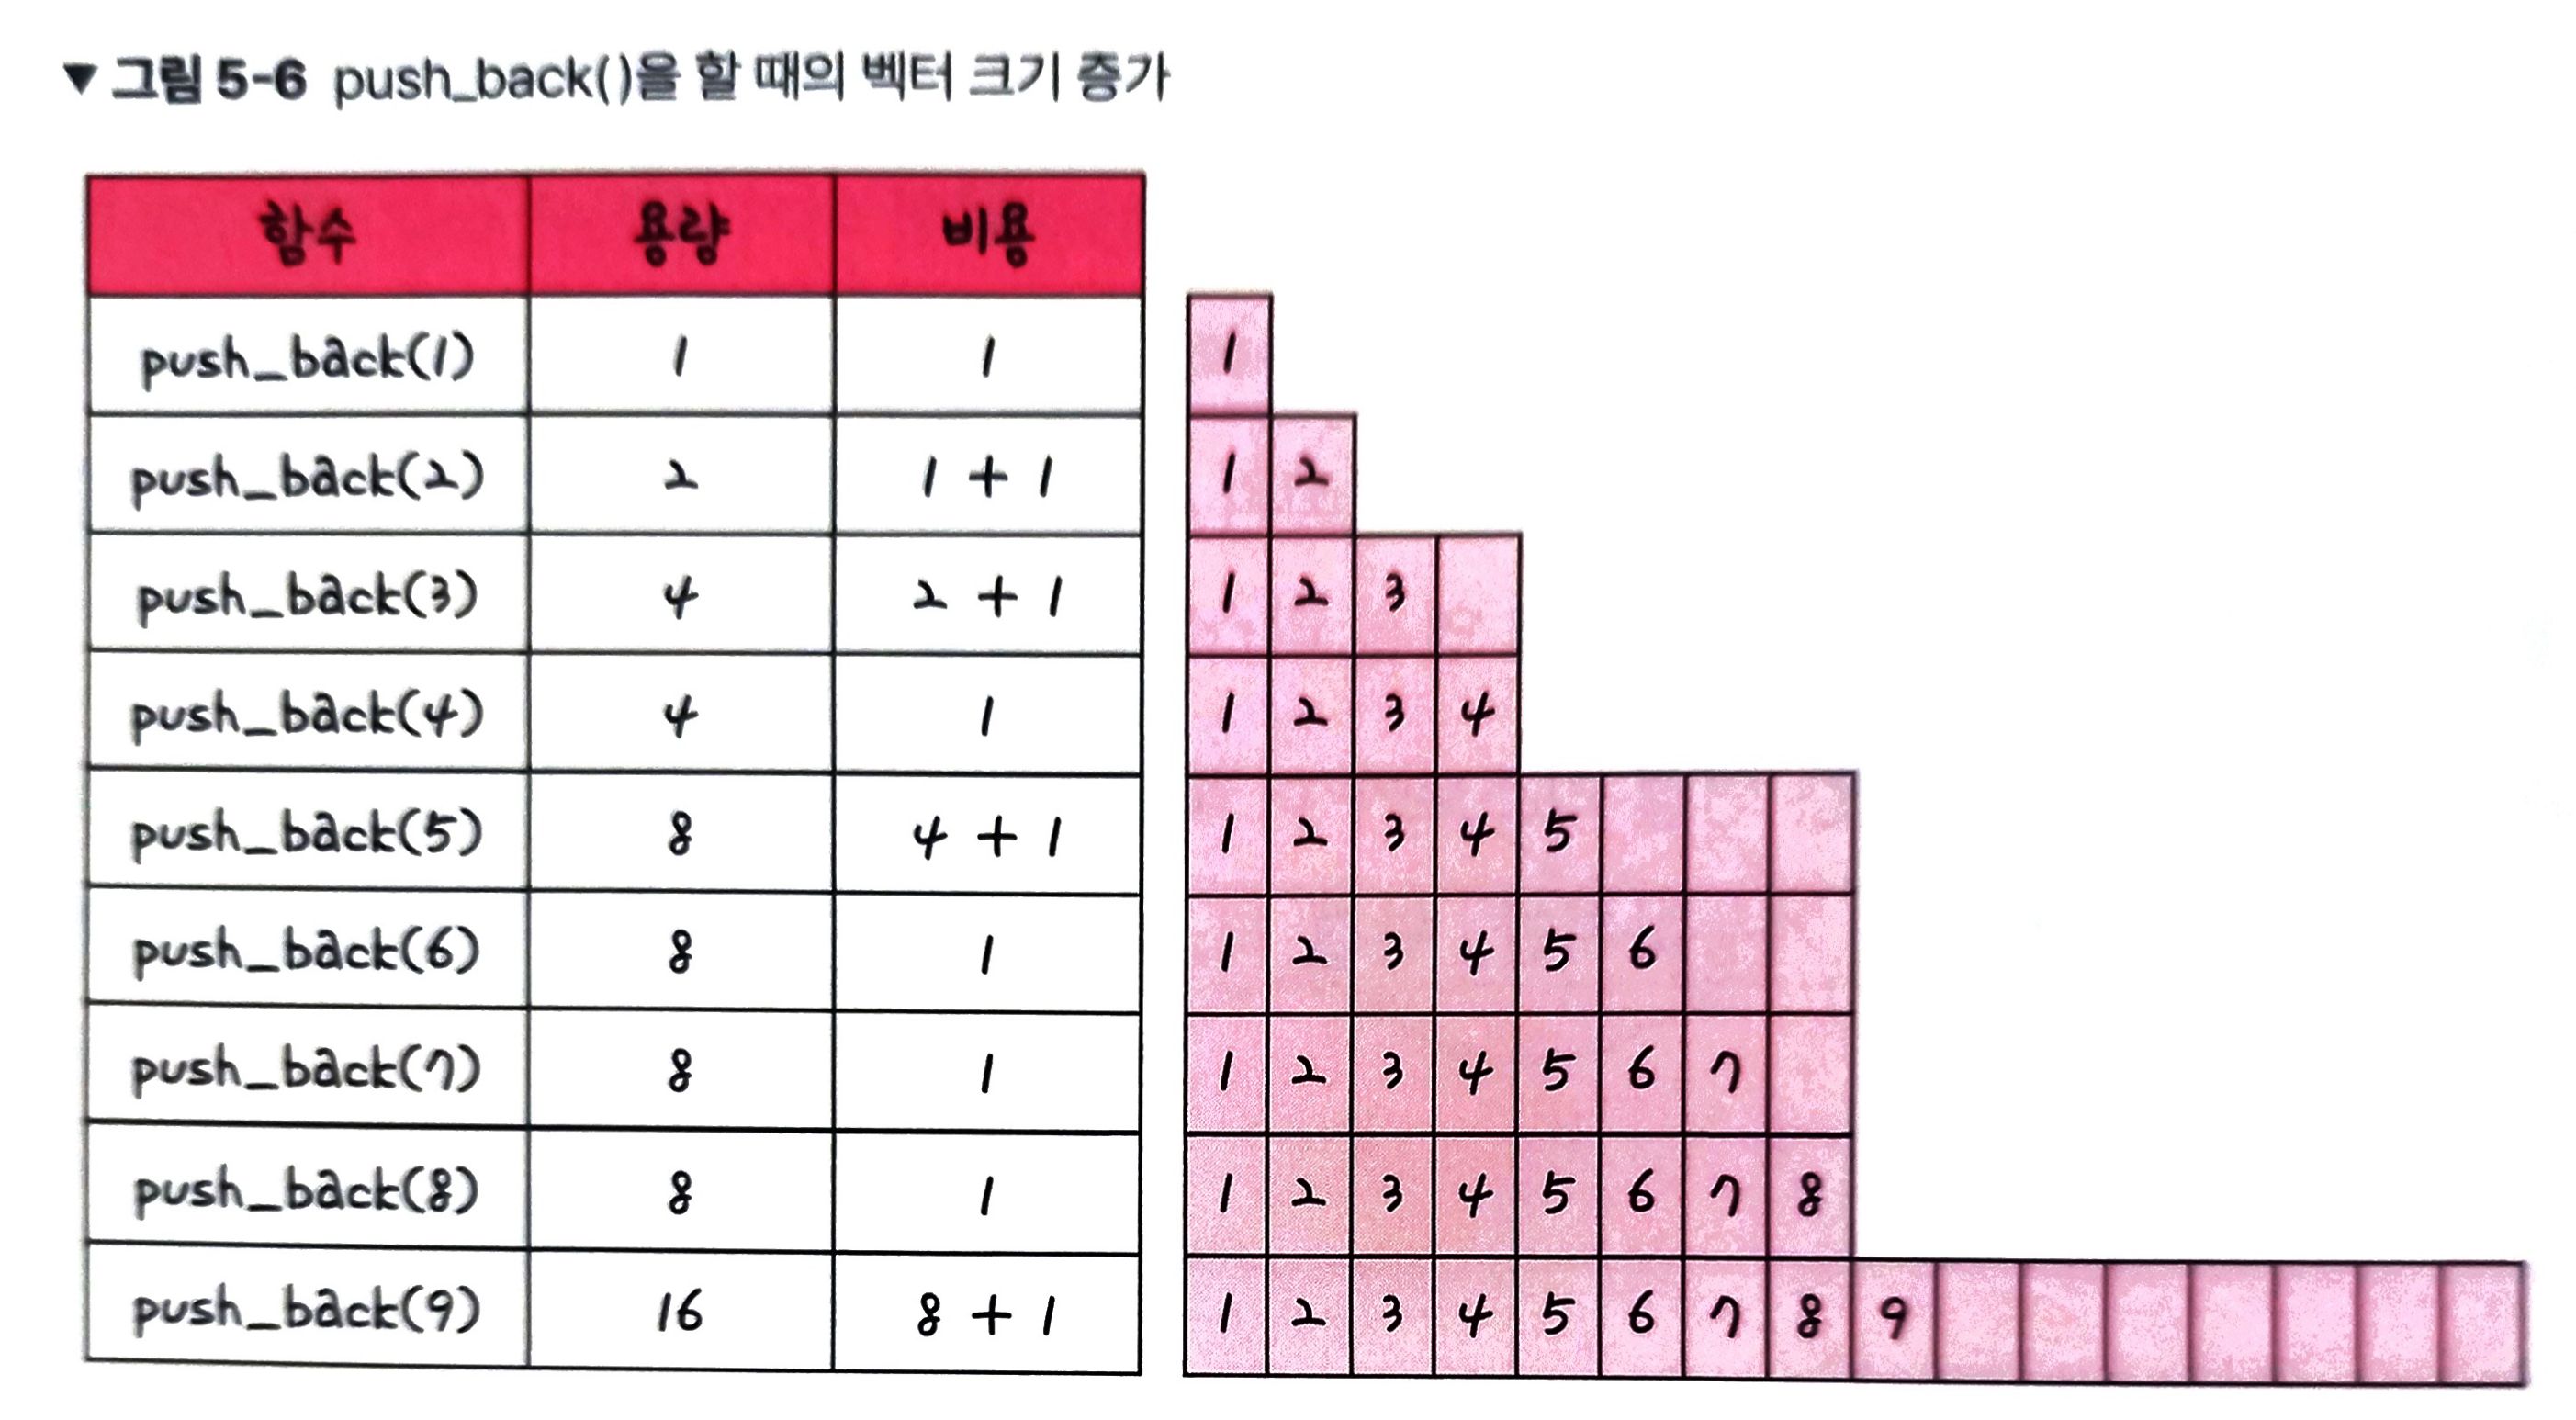 ▼ 그림 5-6 push_back()을 할 때의 벡터 크기 증가
함수 용량 비용
push_back(1) 1 1 1
push_back(2) 2 1 + 1 1 2
push_back(3) 4 2 + 1 1 2 3
push_back(4) 4 1 1 2 3 4
push_back(5) 8 4 + 1 1 2 3 4 5
push_back(6) 8 1 1 2 3 4 5 6
push_back(7) 8 1 1 2 3 4 5 6 7
push_back(8) 8 1 1 2 3 4 5 6 7 8
push_back(9) 16 8 + 1 1 2 3 4 5 6 7 8 9